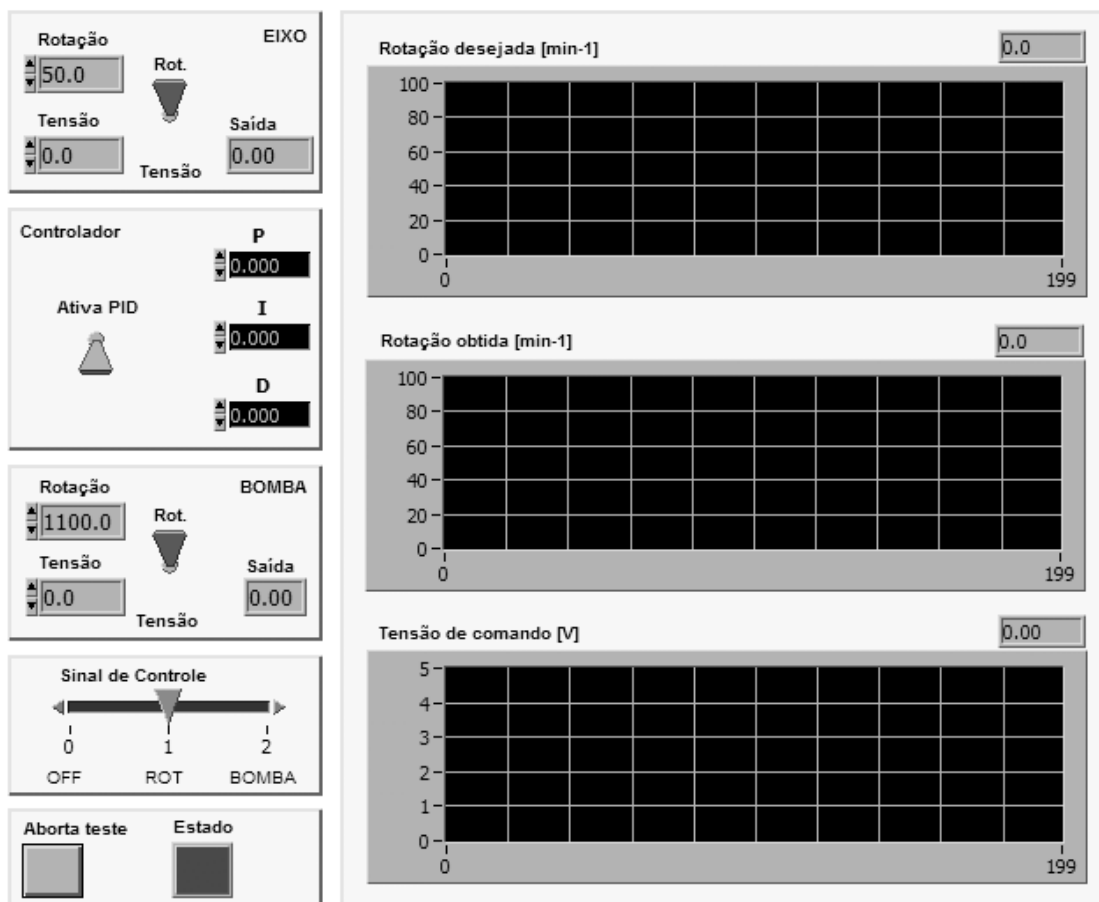 EIXO
Rotação
50.0
Rot.
Tensão
0.0
Tensão
Saída
0.00
Controlador
P
0.000
Ativa PID
I
0.000
D
0.000
Rotação
BOMBA
1100.0
Rot.
Tensão
0.0
Tensão
Saída
0.00
Sinal de Controle
0 1 2
OFF ROT BOMBA
Aborta teste
Estado
Rotação desejada [min-1]
0.0
100
80
60
40
20
0
0 199
Rotação obtida [min-1]
0.0
100
80
60
40
20
0
0 199
Tensão de comando [V]
0.00
5
4
3
2
1
0
0 199